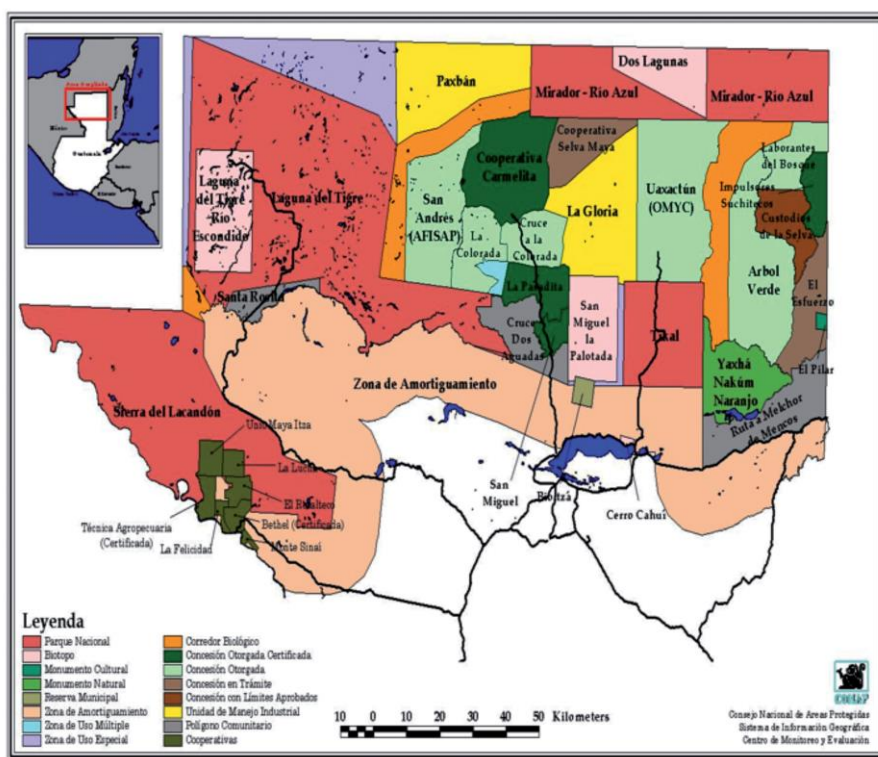 Paxbán
Dos Lagunas
Mirador - Rio Azul
Mirador - Rio Azul
Cooperativa
Selva Maya
Cooperativa
Carmelita
Laborantes
del Bosque
Laguna
del Tigre
Rio
Escondido
Laguna del Tigre
San
Andrés
(AFISAP)
La Gloria
Uaxactún
(OMYC)
Impulsores
Suchitecos
Custodios
de la Selva
La
Colorada
Cruce
a la
Colorada
Arbol
Verde
El
Esfuerzo
Santa Rosita
La Pasadita
Cruce
Dos
Aguadas
San
Miguel
la
Palotada
Tikal
El Pilar
Zona de Amortiguamiento
Yaxhá
Nakúm
Naranjo
Ruta a Melchor
de Mencos
Sierra del Lacandón
Unió Maya Itza
La Lucha
San
Miguel
Bioitzá
Cerro Cahuí
Técnica Agropecuaria
(Certificada)
Bethel (Certificada)
La Felicidad
Monte Sinaí
Leyenda
Parque Nacional
Biotopo
Monumento Cultural
Monumento Natural
Reserva Municipal
Zona de Amortiguamiento
Zona de Uso Múltiple
Zona de Uso Especial
Corredor Biológico
Concesión Otorgada Certificada
Concesión Otorgada
Concesión en Trámite
Concesión con Límites Aprobados
Unidad de Manejo Industrial
Polígono Comunitario
Cooperativas
10 0 10 20 30 40 50 Kilometers
Consejo Nacional de Areas Protegidas
Sistema de Información Geográfica
Centro de Monitoreo y Evaluación